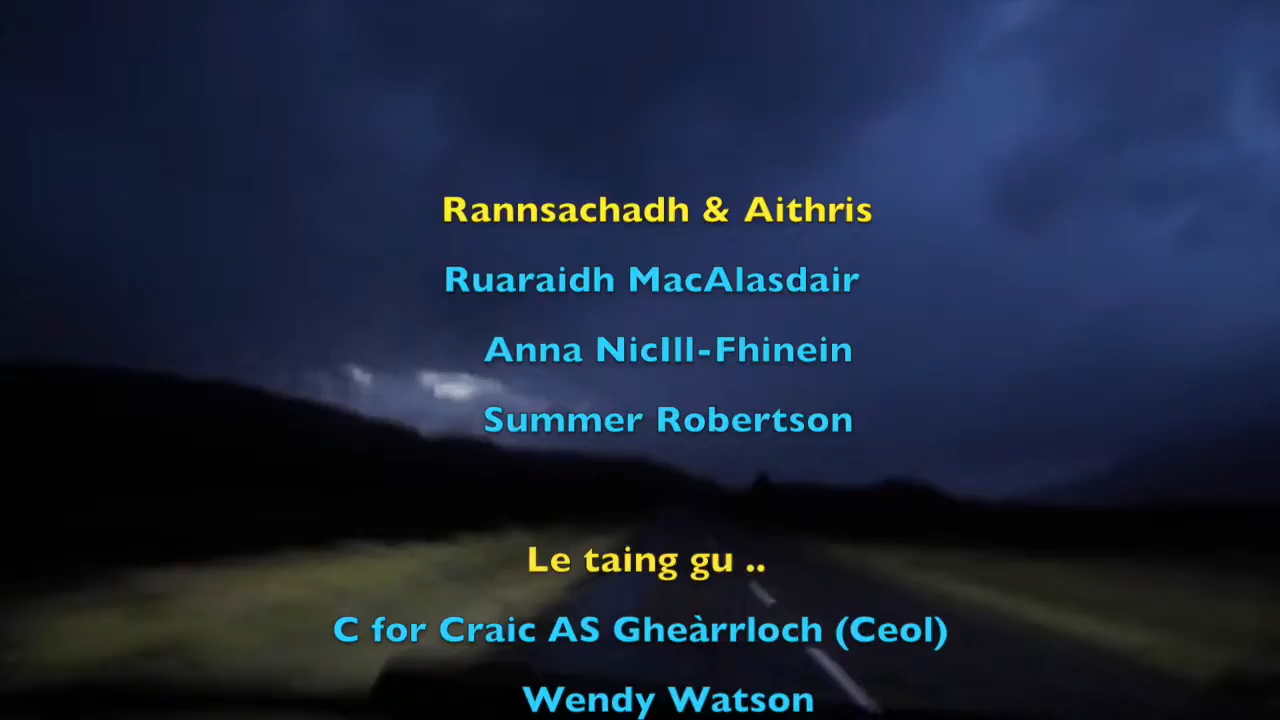 Rannsachadh & Aithris
Ruaraidh MacAlasdair
Anna NicIll-Fhinein
Summer Robertson
Le taing gu ..
C for Craic AS Gheàrrloch (Ceol)
Wendy Watson